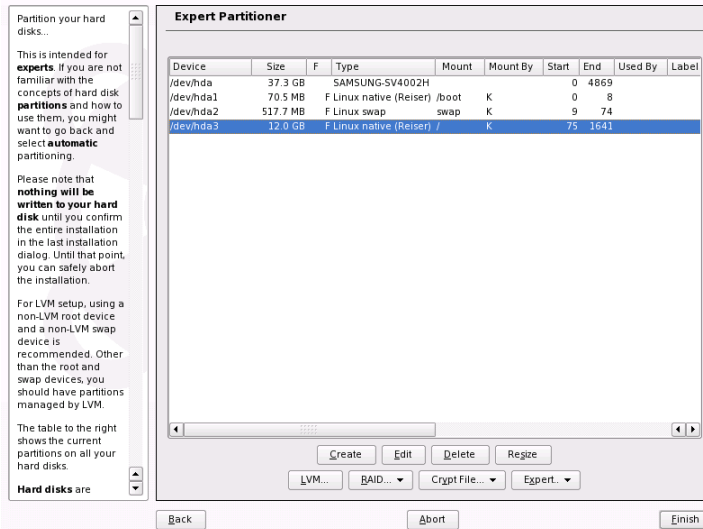 Partition your hard
disks...
This is intended for
experts. If you are not
familiar with the
concepts of hard disk
partitions and how to
use them, you might
want to go back and
select automatic
partitioning.
Please note that
nothing will be
written to your hard
disk until you confirm
the entire installation
in the last installation
dialog. Until that point,
you can safely abort
the installation.
For LVM setup, using a
non-LVM root device
and a non-LVM swap
device is
recommended. Other
than the root and
swap devices, you
should have partitions
managed by LVM.
The table to the right
shows the current
partitions on all your
hard disks.
Hard disks are
Expert Partitioner
Device Size F Type Mount Mount By Start End Used By Label
/dev/hda 37.3 GB SAMSUNG-SV4002H 0 4869
/dev/hda1 70.5 MB F Linux native (Reiser) /boot K 0 8
/dev/hda2 517.7 MB F Linux swap swap K 9 74
/dev/hda3 12.0 GB F Linux native (Reiser) / K 75 1641
Create Edit Delete Resize
LVM... RAID... Crypt File... Expert..
Back Abort Finish